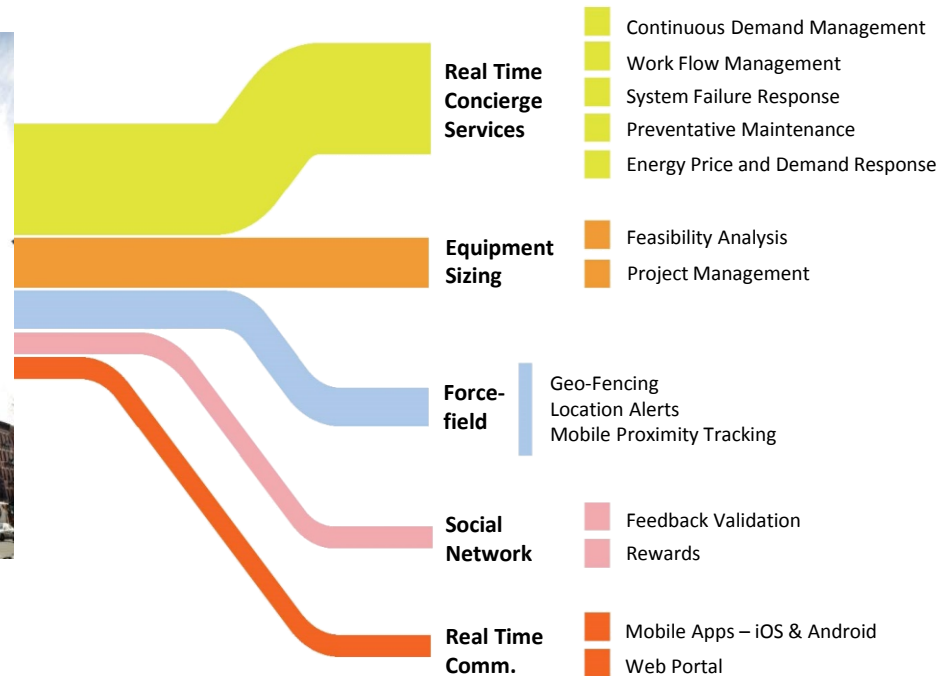 Real Time
Concierge
Services
Continuous Demand Management
Work Flow Management
System Failure Response
Preventative Maintenance
Energy Price and Demand Response
Equipment
Sizing
Feasibility Analysis
Project Management
Force-
field
Geo-Fencing
Location Alerts
Mobile Proximity Tracking
Social
Network
Feedback Validation
Rewards
Real Time
Comm.
Mobile Apps – iOS & Android
Web Portal